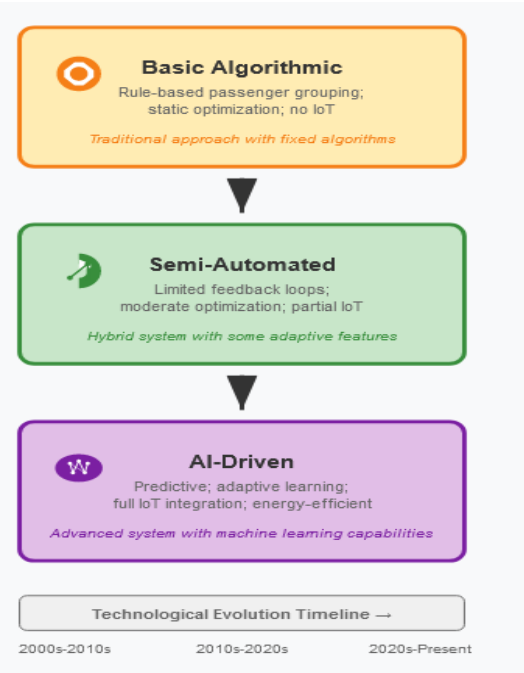 Basic Algorithmic
Rule-based passenger grouping;
static optimization; no IoT
Traditional approach with fixed algorithms
Semi-Automated
Limited feedback loops;
moderate optimization; partial IoT
Hybrid system with some adaptive features
AI-Driven
Predictive; adaptive learning;
full IoT integration; energy-efficient
Advanced system with machine learning capabilities
Technological Evolution Timeline →
2000s-2010s 2010s-2020s 2020s-Present